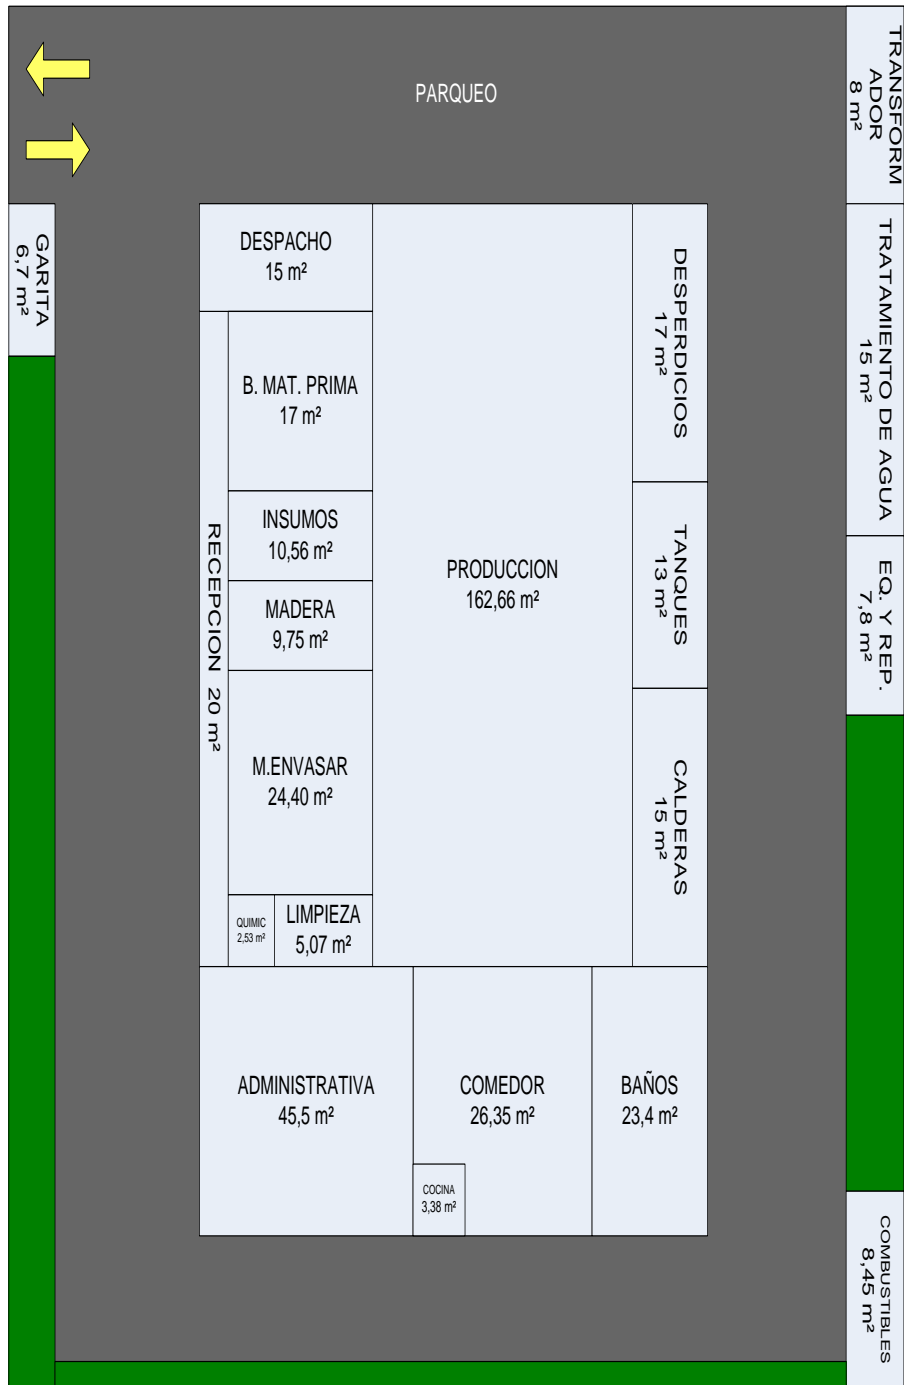 PARQUEO
TRANSFORM
ADOR
8 m²
GARITA
6,7 m²
DESPACHO
15 m²
DESPERDICIOS
17 m²
TRATAMIENTO DE AGUA
15 m²
B. MAT. PRIMA
17 m²
INSUMOS
10,56 m²
RECEPCION 20 m²
MADERA
9,75 m²
PRODUCCION
162,66 m²
TANQUES
13 m²
EQ. Y REP.
7,8 m²
M.ENVASAR
24,40 m²
CALDERAS
15 m²
QUIMIC
2,53 m²
LIMPIEZA
5,07 m²
ADMINISTRATIVA
45,5 m²
COMEDOR
26,35 m²
BAÑOS
23,4 m²
COCINA
3,38 m²
COMBUSTIBLES
8,45 m²